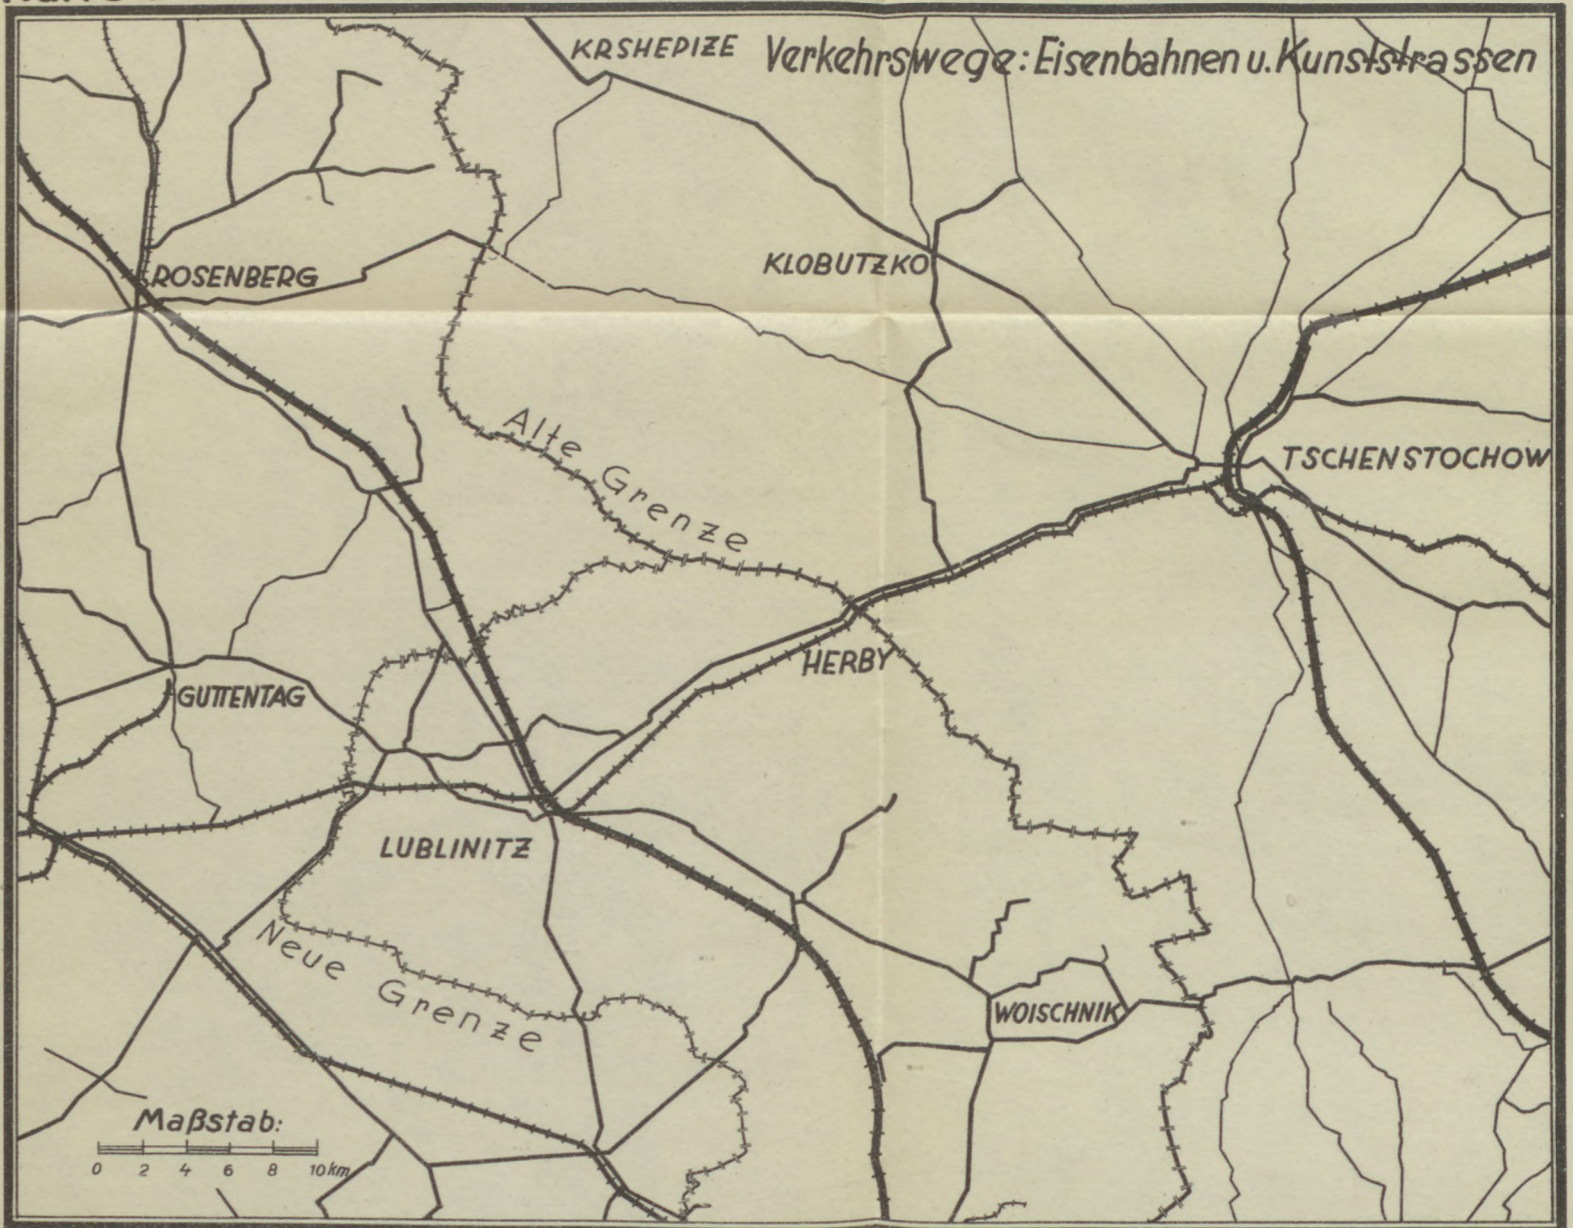 KRSHEPIZE
Verkehrswege: Eisenbahnen u. Kunststrassen
KLOBUTZKO
ROSENBERG
Alte Grenze
TSCHENSTOCHOW
HERBY
GUTTENTAG
LUBLINITZ
Neue Grenze
WOISCHNIK
Maßstab:
0 2 4 6 8 10 km